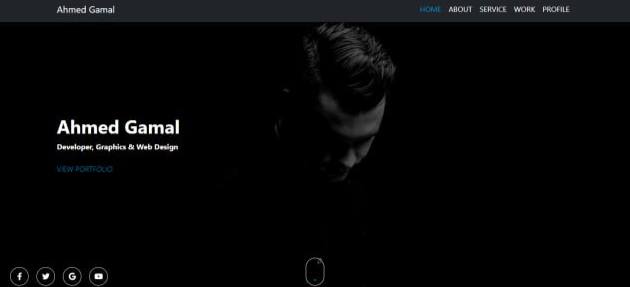 Ahmed Gamal
HOME ABOUT SERVICE WORK PROFILE
Ahmed Gamal
Developer, Graphics & Web Design
VIEW PORTFOLIO